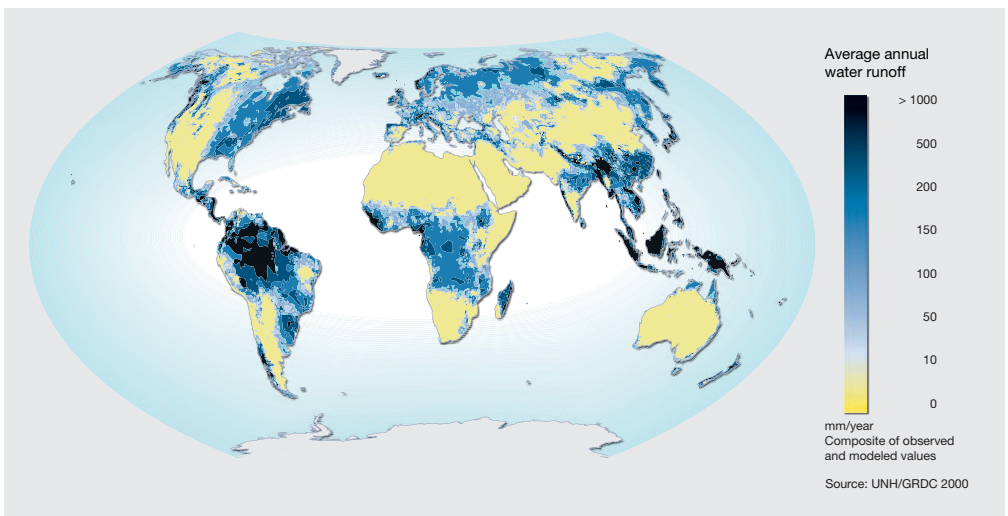 Average annual
water runoff
> 1000
500
200
150
100
50
10
0
mm/year
Composite of observed
and modeled values
Source: UNH/GRDC 2000